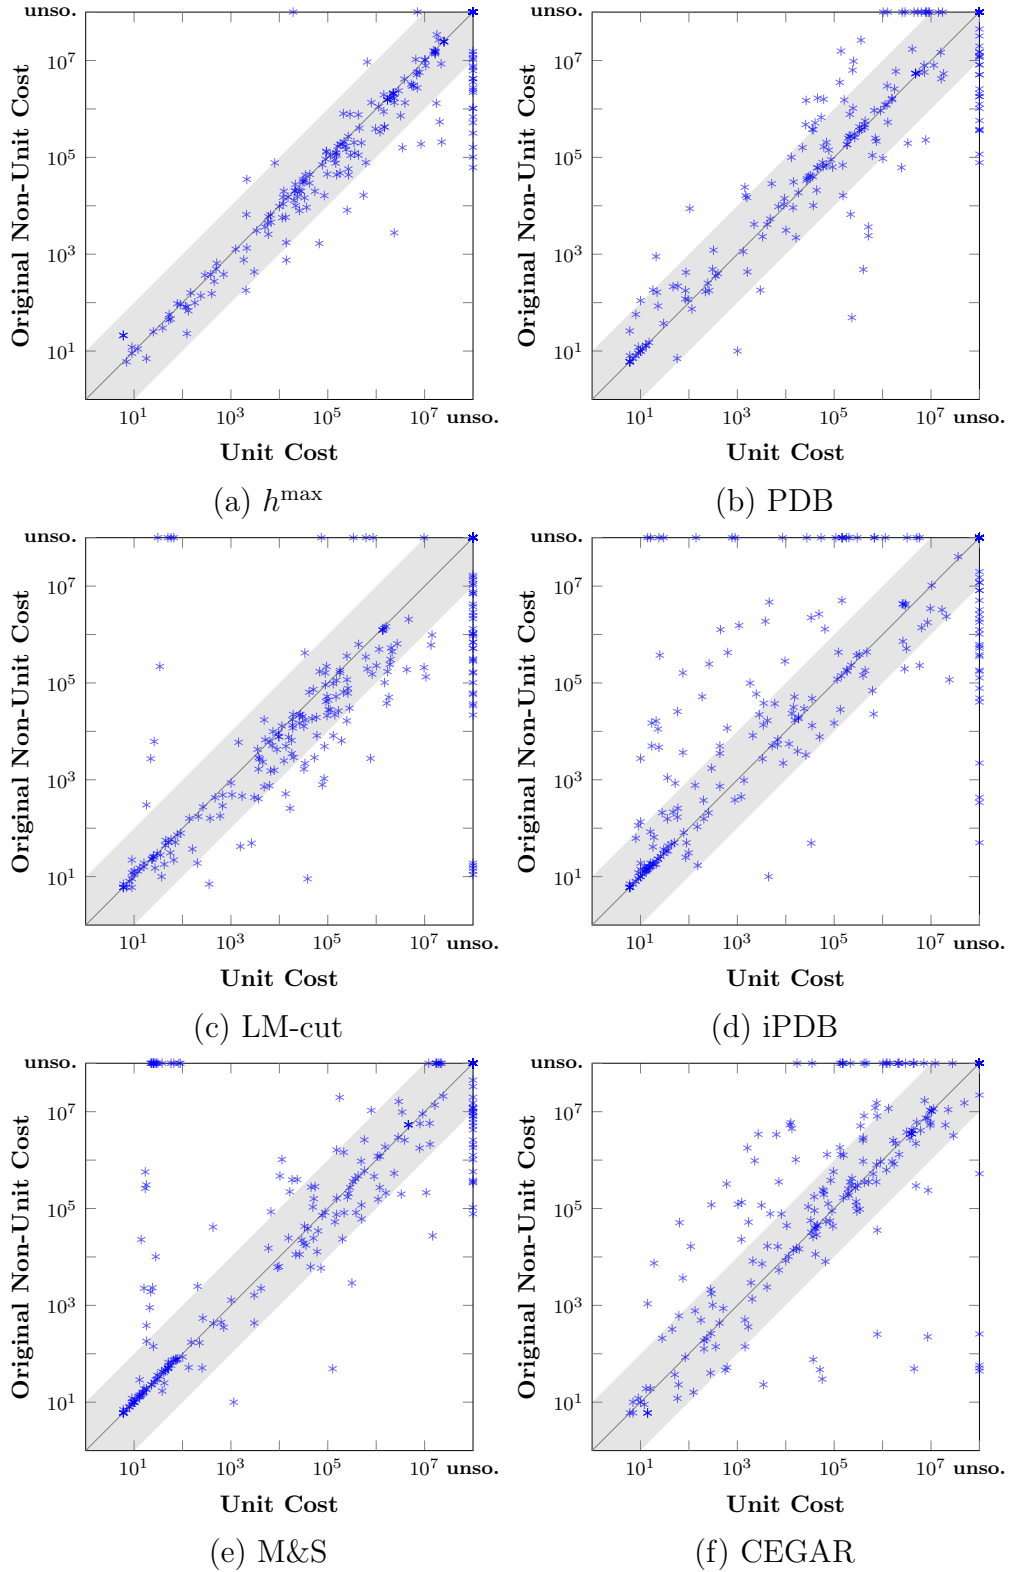 unso.
10^7
10^5
10^3
10^1
Original Non-Unit Cost
10^1 10^3 10^5 10^7 unso.
Unit Cost
(a) h^max
unso.
10^7
10^5
10^3
10^1
Original Non-Unit Cost
10^1 10^3 10^5 10^7 unso.
Unit Cost
(b) PDB
unso.
10^7
10^5
10^3
10^1
Original Non-Unit Cost
10^1 10^3 10^5 10^7 unso.
Unit Cost
(c) LM-cut
unso.
10^7
10^5
10^3
10^1
Original Non-Unit Cost
10^1 10^3 10^5 10^7 unso.
Unit Cost
(d) iPDB
unso.
10^7
10^5
10^3
10^1
Original Non-Unit Cost
10^1 10^3 10^5 10^7 unso.
Unit Cost
(e) M&S
unso.
10^7
10^5
10^3
10^1
Original Non-Unit Cost
10^1 10^3 10^5 10^7 unso.
Unit Cost
(f) CEGAR